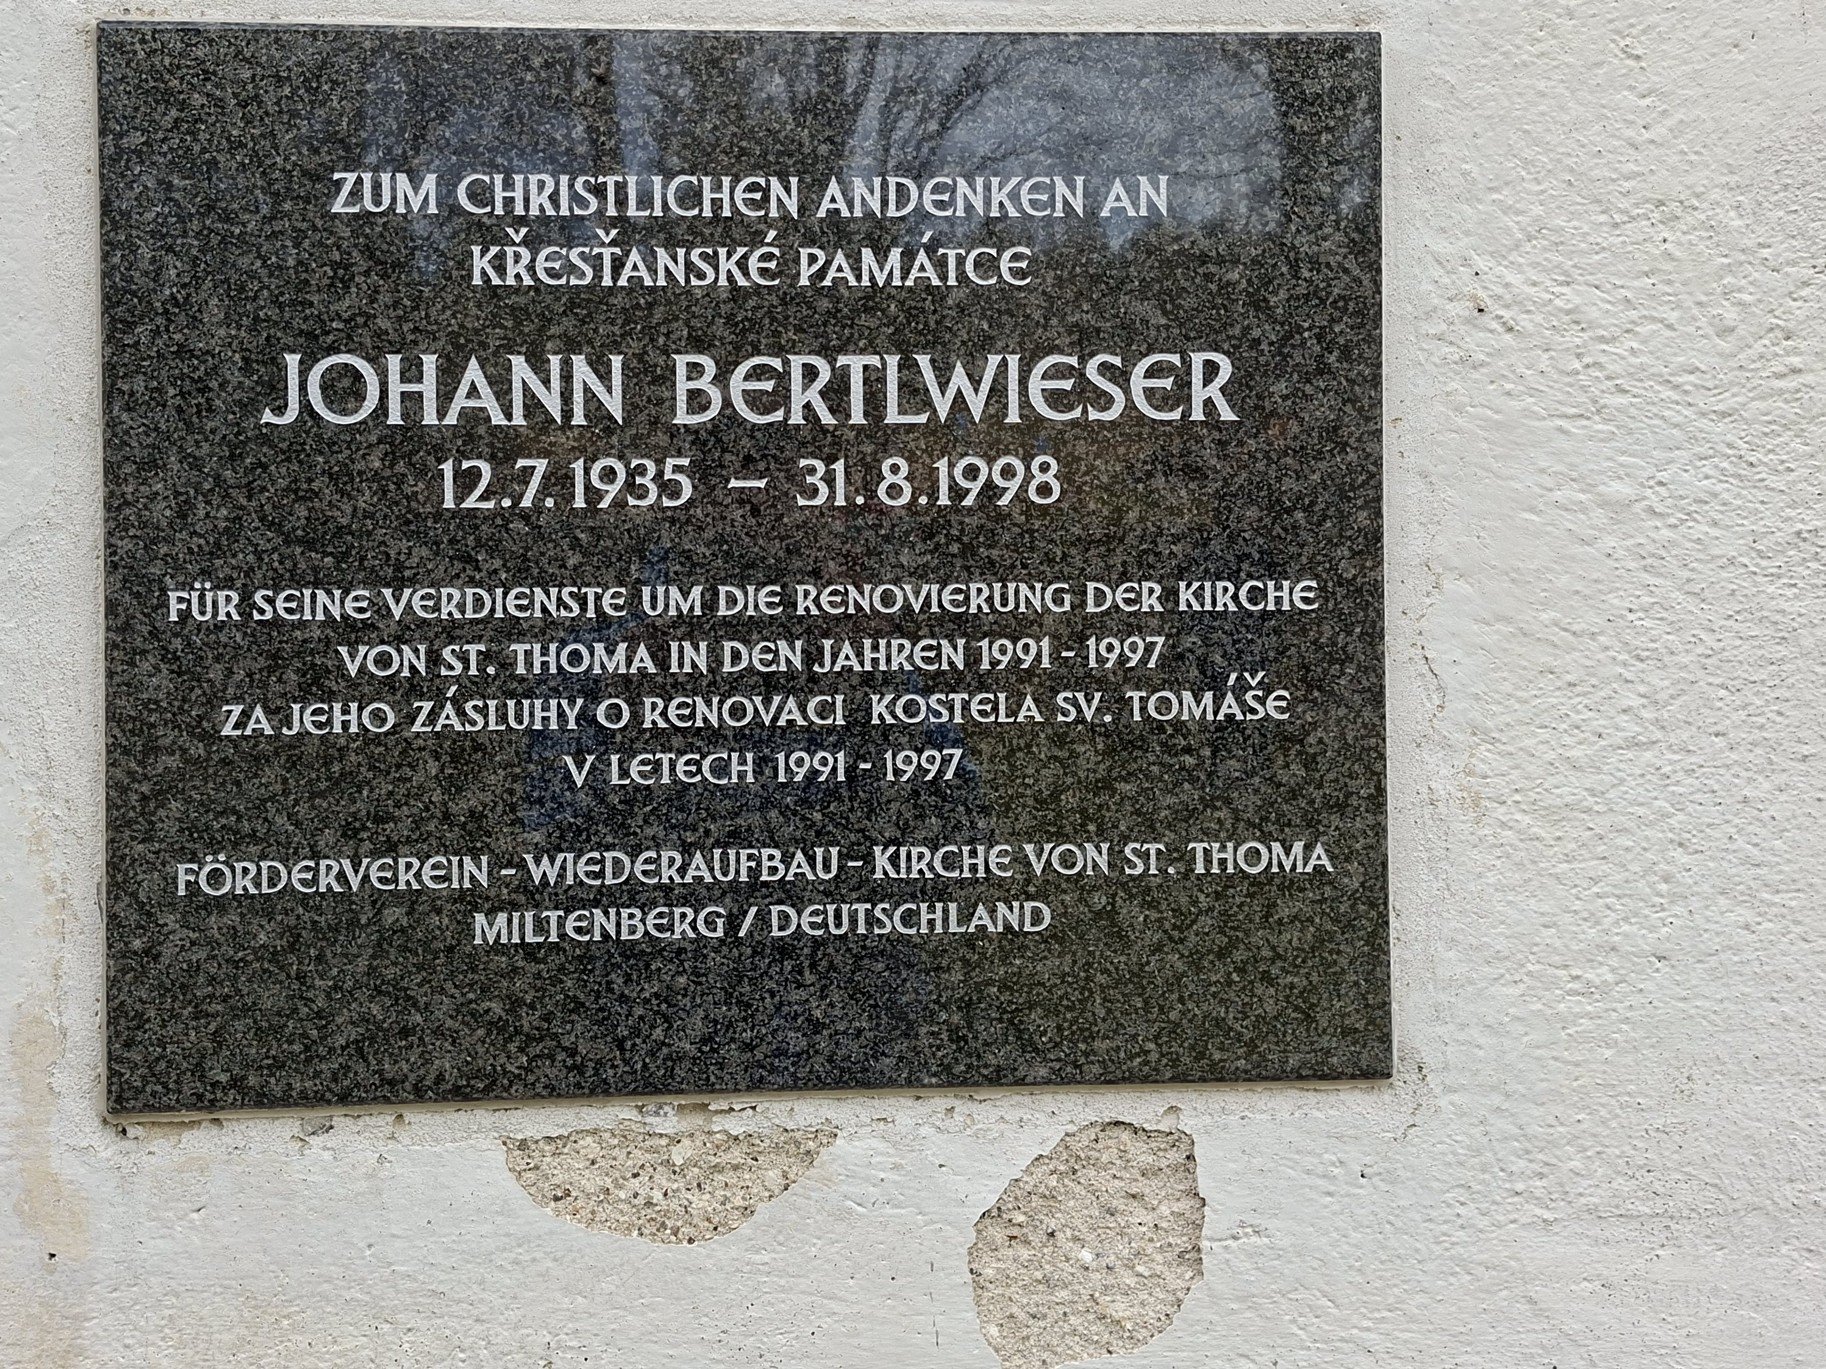 ZUM CHRISTLICHEN ANDENKEN AN
KŘESŤANSKÉ PAMÁTCE
JOHANN BERTLWIESER
12.7.1935 – 31.8.1998
FÜR SEINE VERDIENSTE UM DIE RENOVIERUNG DER KIRCHE
VON ST. THOMA IN DEN JAHREN 1991 - 1997
ZA JEHO ZÁSLUHY O RENOVACI KOSTELA SV. TOMÁŠE
V LETECH 1991 - 1997
FÖRDERVEREIN - WIEDERAUFBAU - KIRCHE VON ST. THOMA
MILTENBERG / DEUTSCHLAND